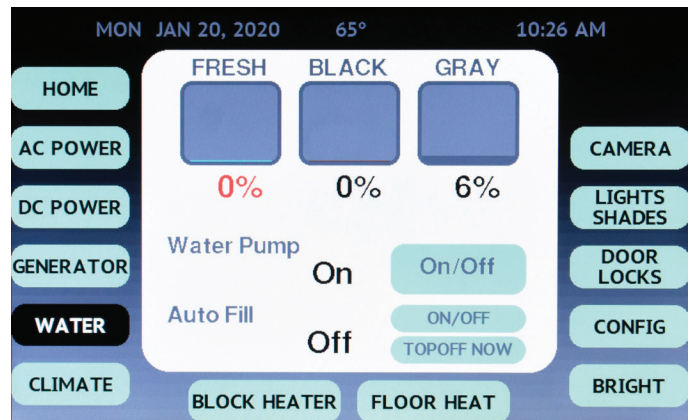 MON JAN 20, 2020 65° 10:26 AM
FRESH BLACK GRAY
HOME
AC POWER
CAMERA
0% 0% 6%
DC POWER
LIGHTS
SHADES
Water Pump
On
On/Off
GENERATOR
DOOR
LOCKS
Auto Fill
Off
ON/OFF
TOPOFF NOW
WATER
CONFIG
CLIMATE
BRIGHT
BLOCK HEATER FLOOR HEAT